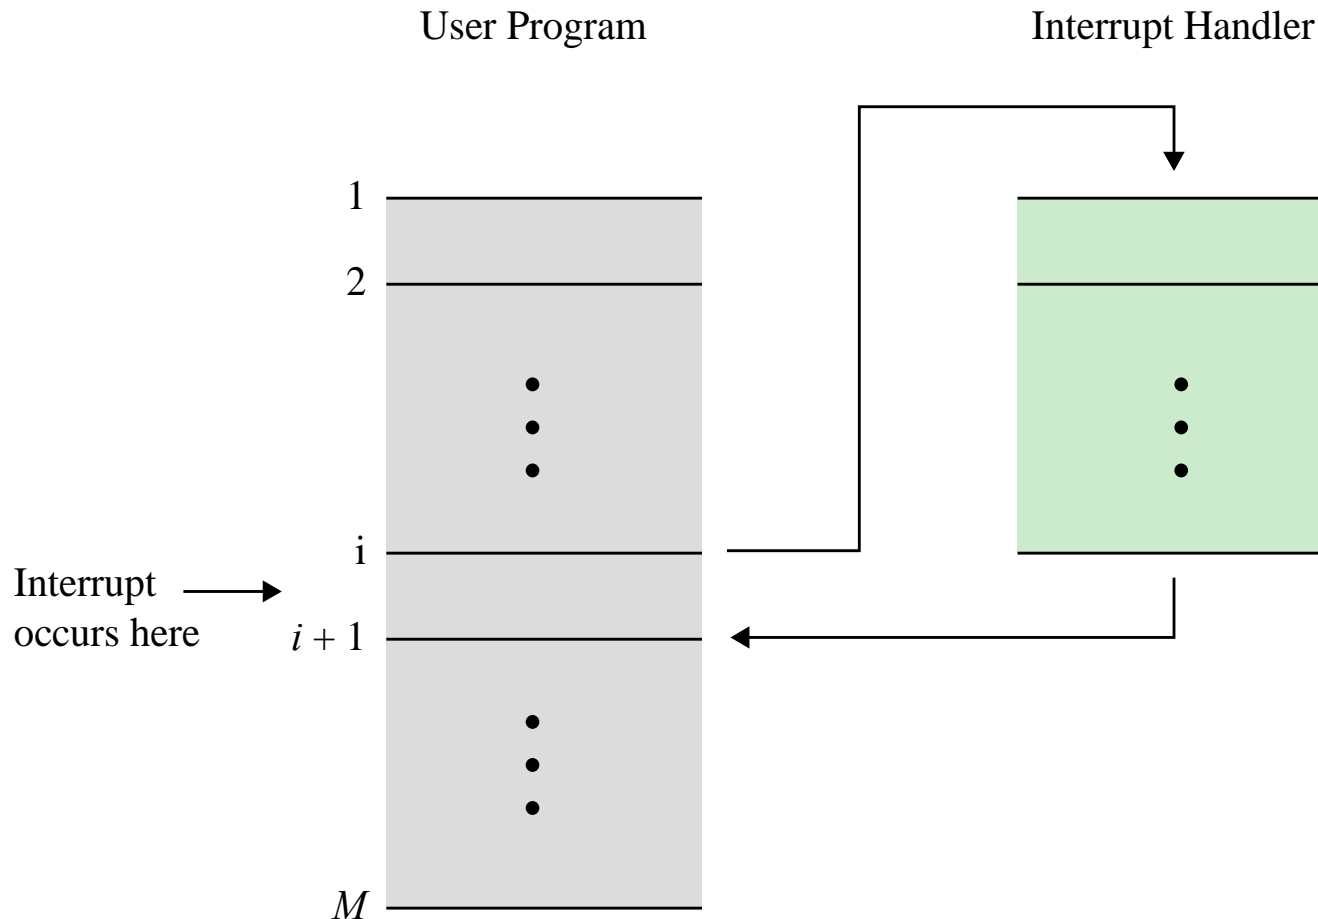 User Program
Interrupt Handler
1
2
i
Interrupt
occurs here
i + 1
M